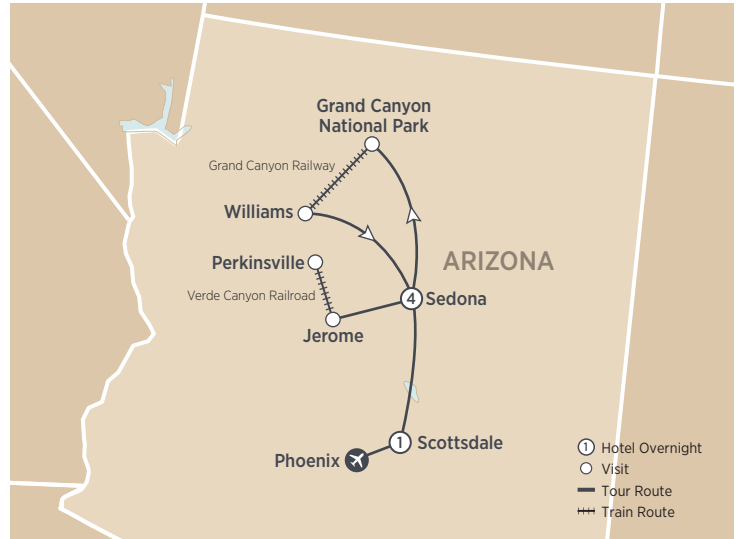 Grand Canyon
National Park
Grand Canyon Railway
Williams
Perkinsville
ARIZONA
Verde Canyon Railroad
4 Sedona
Jerome
1 Scottsdale
Phoenix
1 Hotel Overnight
Visit
Tour Route
Train Route